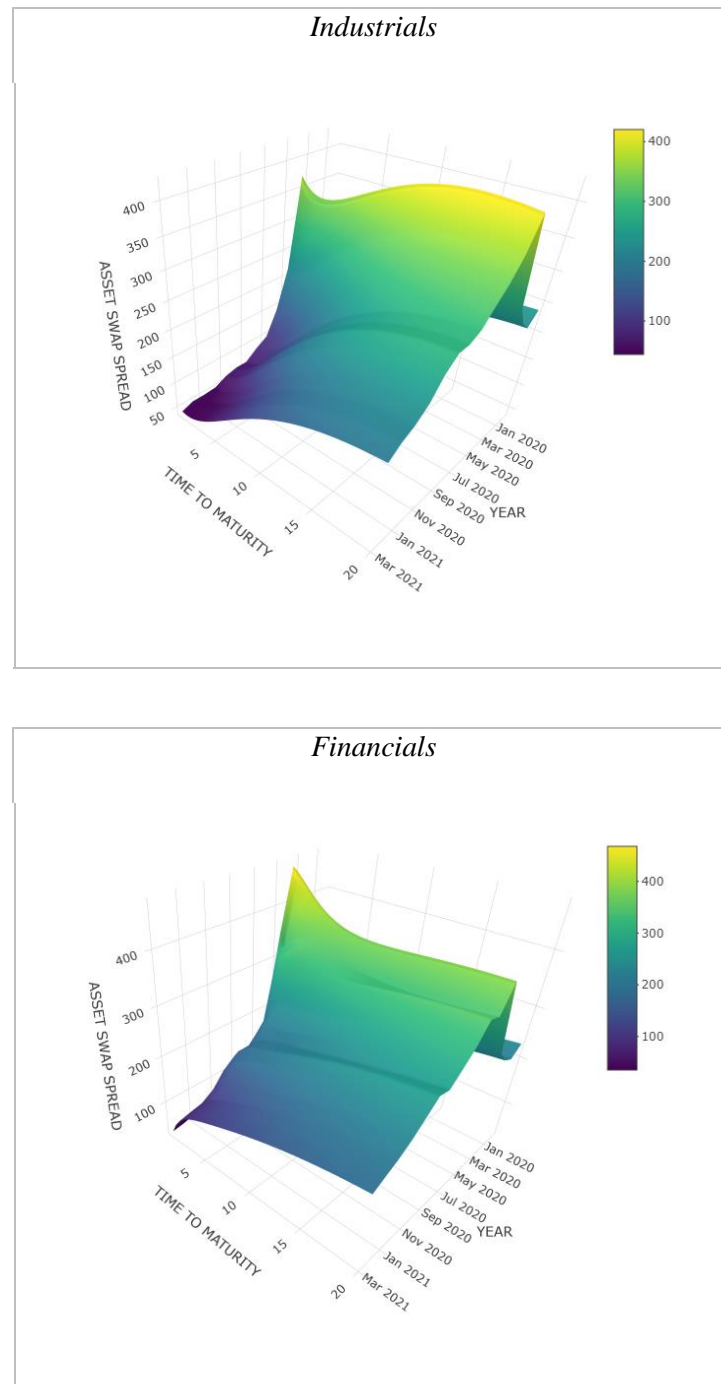 Industrials
400
350
300
250
200
150
100
50
ASSET SWAP SPREAD
5
10
15
20
TIME TO MATURITY
Jan 2020
Mar 2020
May 2020
Jul 2020
Sep 2020
Nov 2020
Jan 2021
Mar 2021
YEAR
400
300
200
100
Financials
400
300
200
100
ASSET SWAP SPREAD
5
10
15
20
TIME TO MATURITY
Jan 2020
Mar 2020
May 2020
Jul 2020
Sep 2020
Nov 2020
Jan 2021
Mar 2021
YEAR
400
300
200
100